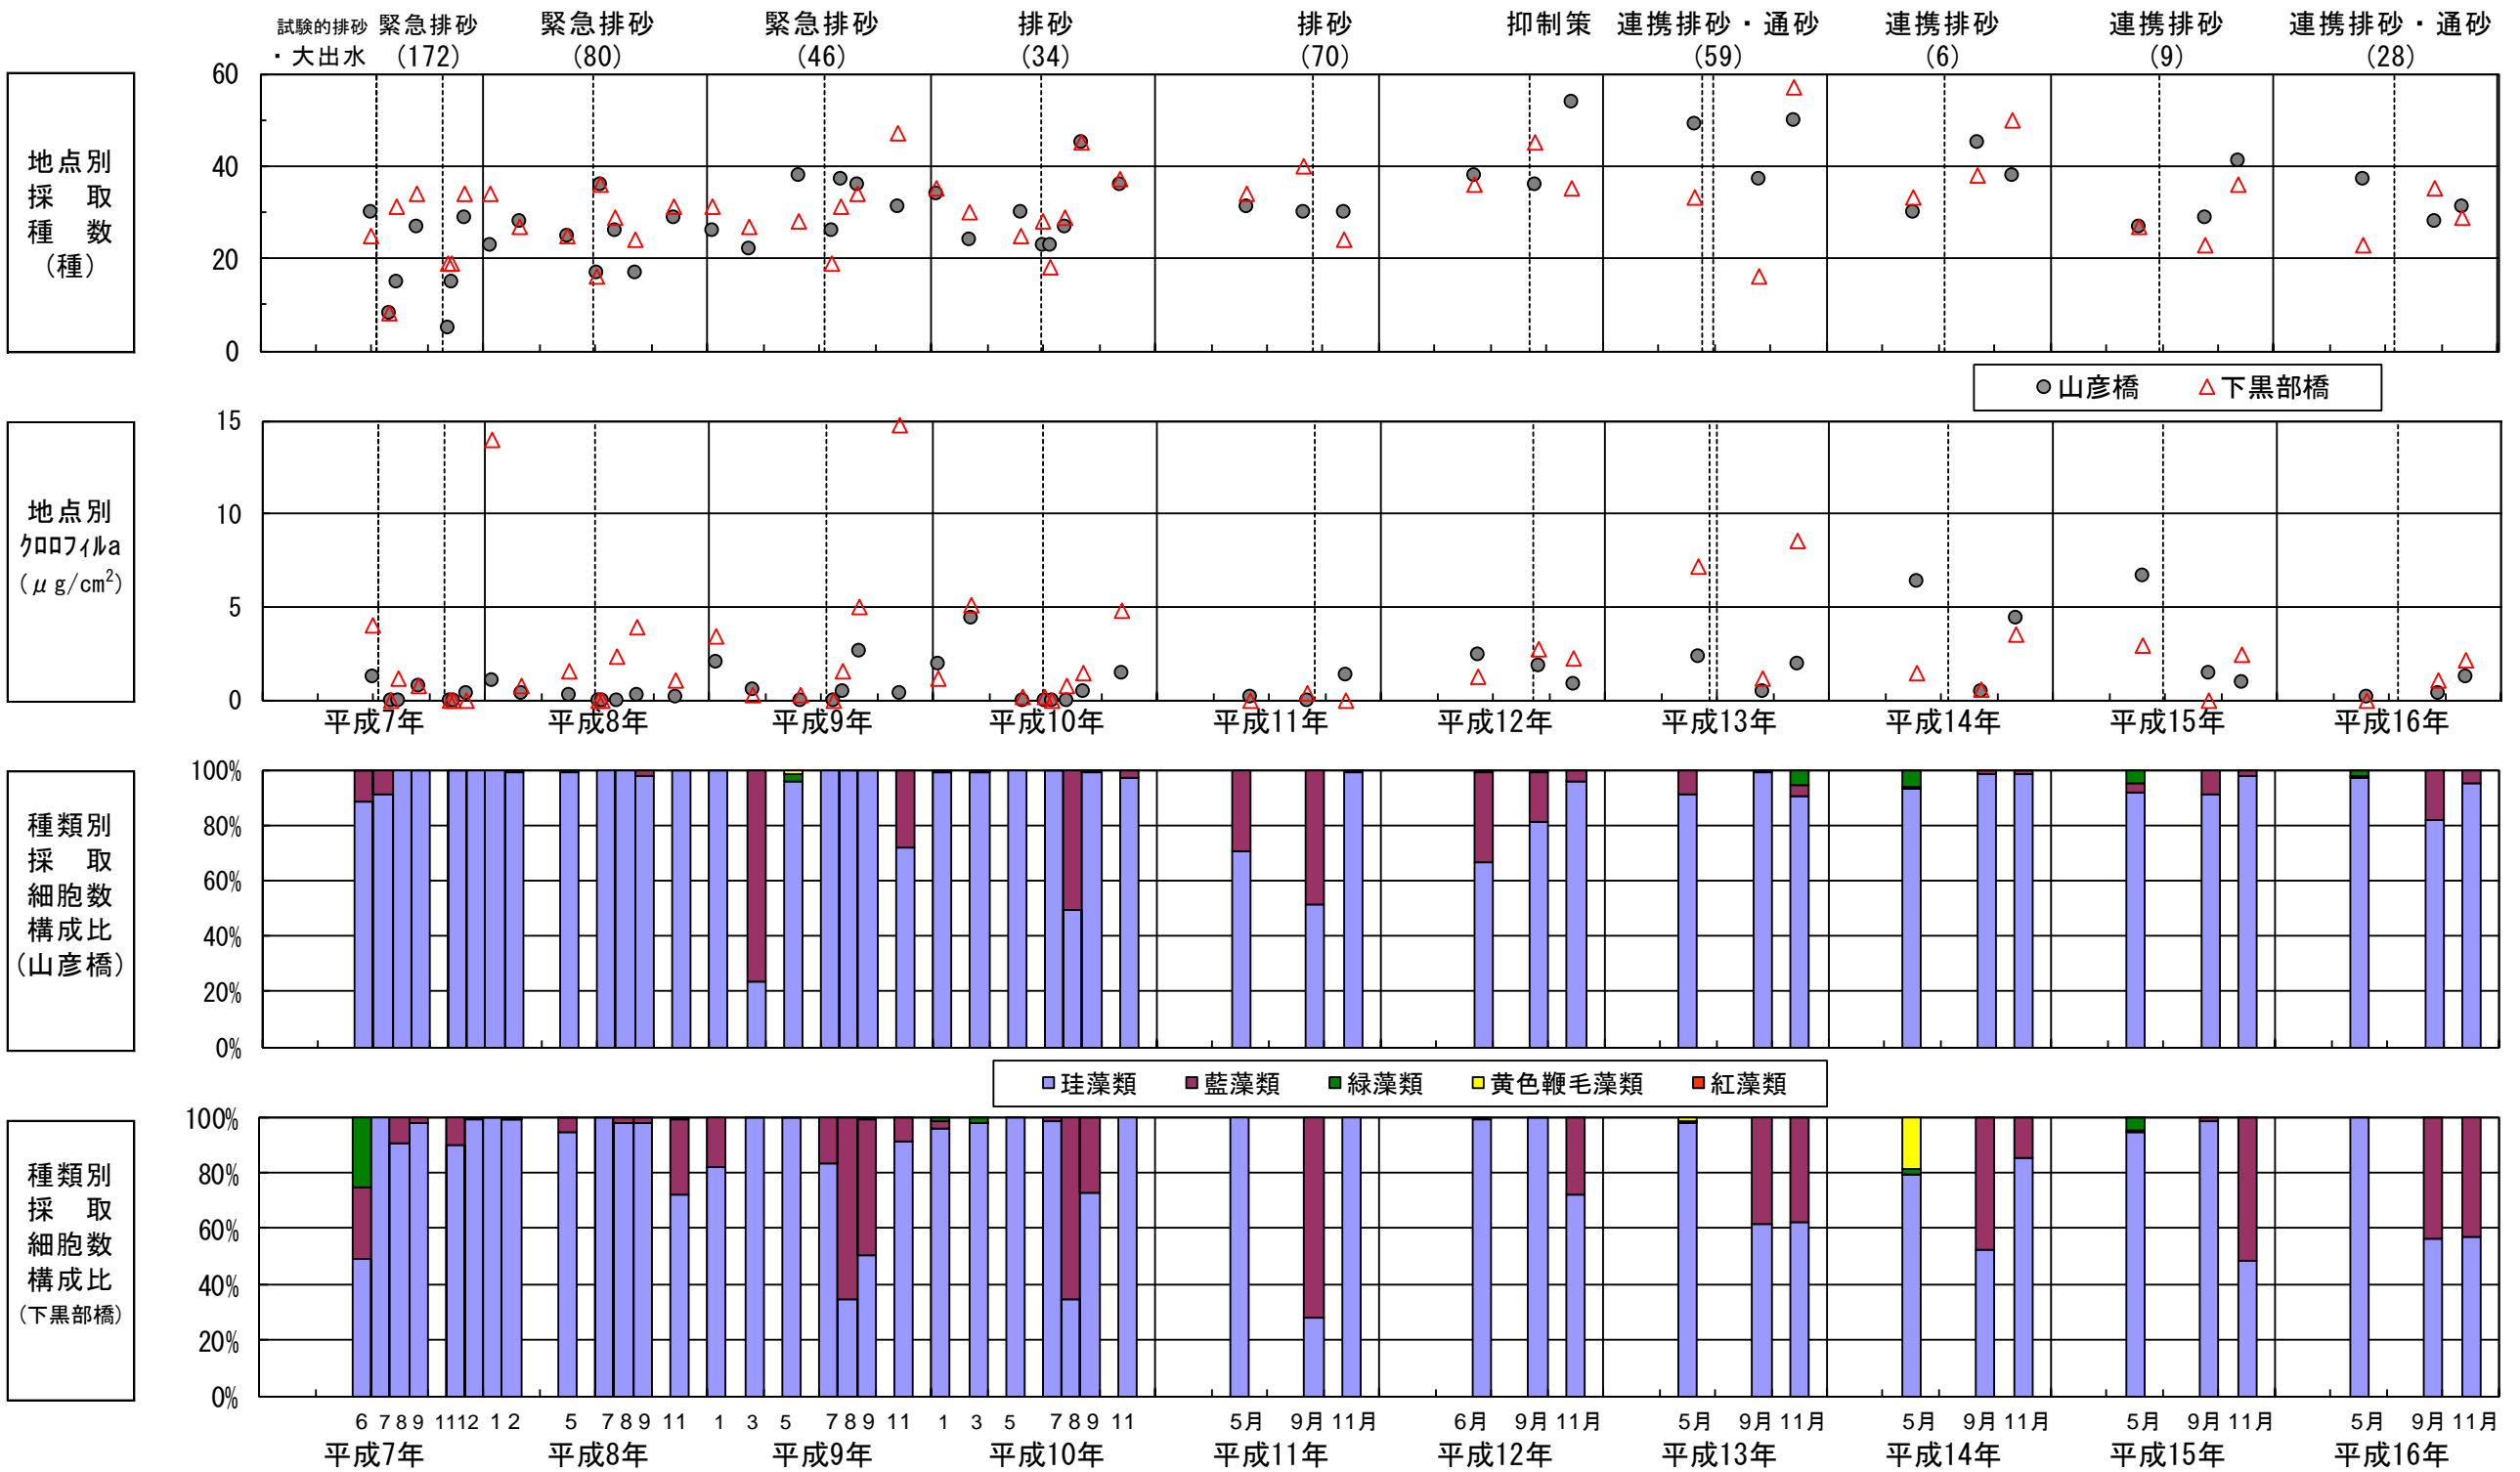 試験的排砂 緊急排砂 緊急排砂 緊急排砂 排砂 排砂 抑制策 連携排砂・通砂 連携排砂 連携排砂 連携排砂・通砂
・大出水 (172) (80) (46) (34) (70) (59) (6) (9) (28)
地点別
採 取
種 数
(種)
60
40
20
0
●山彦橋 △下黒部橋
地点別
ｸﾛﾛﾌｨﾙa
(μg/cm²)
15
10
5
0
平成7年 平成8年 平成9年 平成10年 平成11年 平成12年 平成13年 平成14年 平成15年 平成16年
種類別
採 取
細胞数
構成比
(山彦橋)
100%
80%
60%
40%
20%
0%
珪藻類 藍藻類 緑藻類 黄色鞭毛藻類 紅藻類
種類別
採 取
細胞数
構成比
(下黒部橋)
100%
80%
60%
40%
20%
0%
6 7 8 9 11 12 1 2 5 7 8 9 11 1 3 5 7 8 9 11 1 3 5 7 8 9 11 5月 9月 11月 6月 9月 11月 5月 9月 11月 5月 9月 11月 5月 9月 11月 5月 9月 11月
平成7年 平成8年 平成9年 平成10年 平成11年 平成12年 平成13年 平成14年 平成15年 平成16年